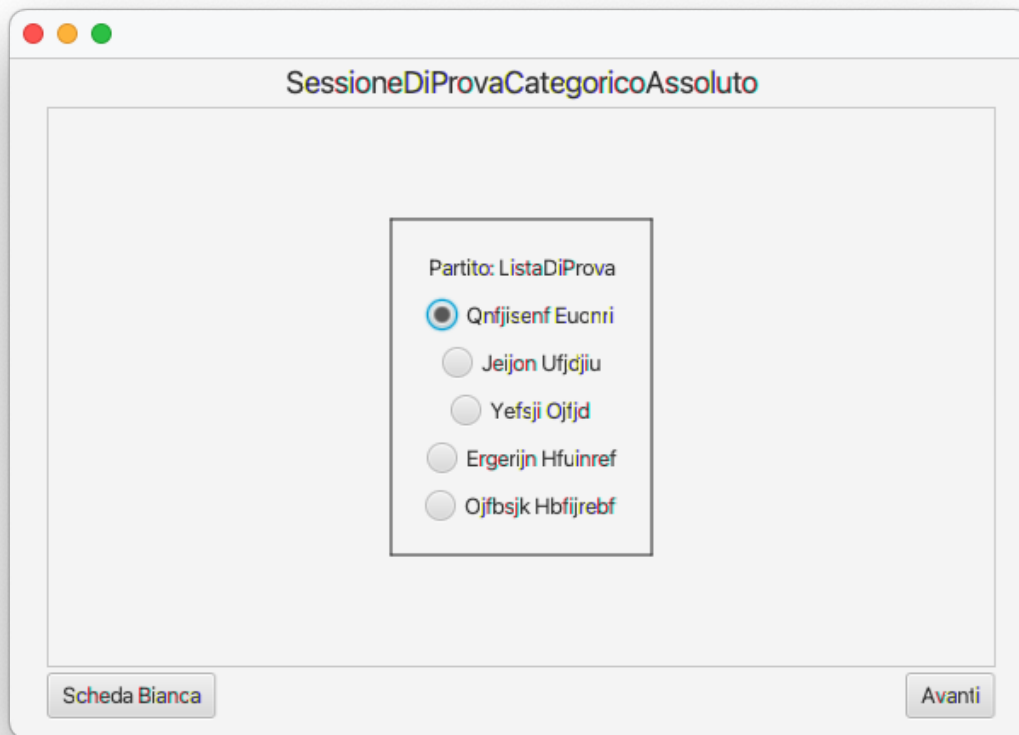 SessioneDiProvaCategoricoAssoluto
Partito: ListaDiProva
Qnfjisenf Eucnri
Jeijon Ufjdjiu
Yefsji Ojfjd
Ergerijn Hfuinref
Ojfbsjk Hbfijrebf
Scheda Bianca
Avanti